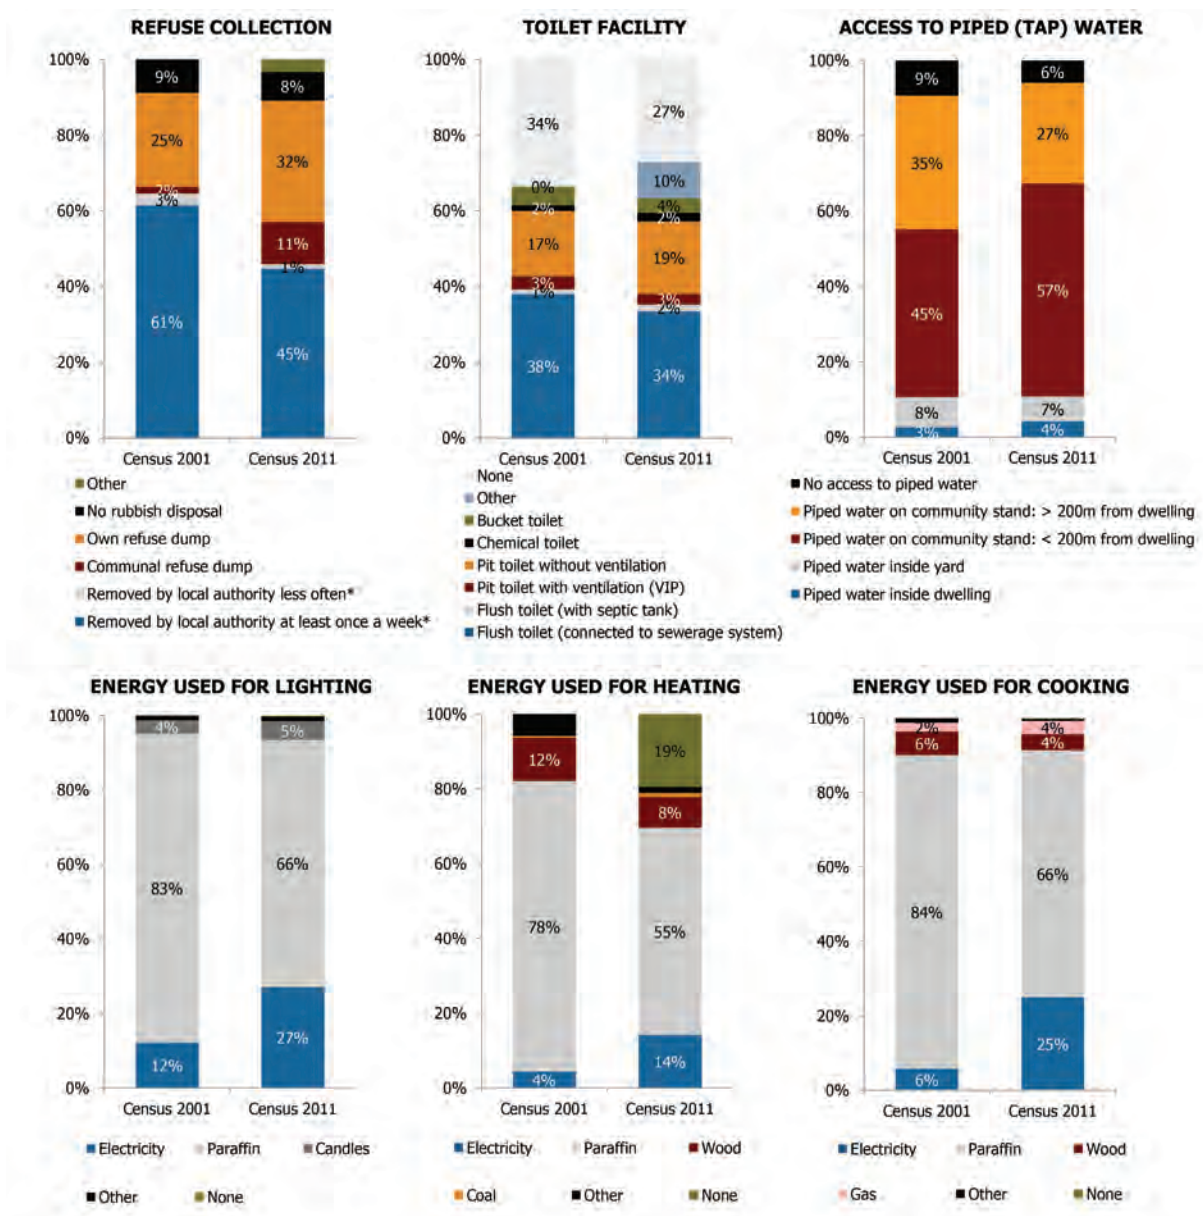 REFUSE COLLECTION
100%
80%
60%
40%
20%
0%
9%
25%
2%
3%
61%
8%
32%
11%
1%
45%
Census 2001
Census 2011
Other
No rubbish disposal
Own refuse dump
Communal refuse dump
Removed by local authority less often*
Removed by local authority at least once a week*
TOILET FACILITY
100%
80%
60%
40%
20%
0%
34%
0%
2%
17%
3%
1%
38%
27%
10%
4%
2%
19%
3%
2%
34%
Census 2001
Census 2011
None
Other
Bucket toilet
Chemical toilet
Pit toilet without ventilation
Pit toilet with ventilation (VIP)
Flush toilet (with septic tank)
Flush toilet (connected to sewerage system)
ACCESS TO PIPED (TAP) WATER
100%
80%
60%
40%
20%
0%
9%
35%
45%
8%
3%
6%
27%
57%
7%
4%
Census 2001
Census 2011
No access to piped water
Piped water on community stand: > 200m from dwelling
Piped water on community stand: < 200m from dwelling
Piped water inside yard
Piped water inside dwelling
ENERGY USED FOR LIGHTING
100%
80%
60%
40%
20%
0%
4%
83%
12%
5%
66%
27%
Census 2001
Census 2011
Electricity
Paraffin
Candles
Other
None
ENERGY USED FOR HEATING
100%
80%
60%
40%
20%
0%
12%
78%
4%
19%
8%
55%
14%
Census 2001
Census 2011
Electricity
Paraffin
Wood
Coal
Other
None
ENERGY USED FOR COOKING
100%
80%
60%
40%
20%
0%
2%
6%
84%
6%
4%
4%
66%
25%
Census 2001
Census 2011
Electricity
Paraffin
Wood
Gas
Other
None